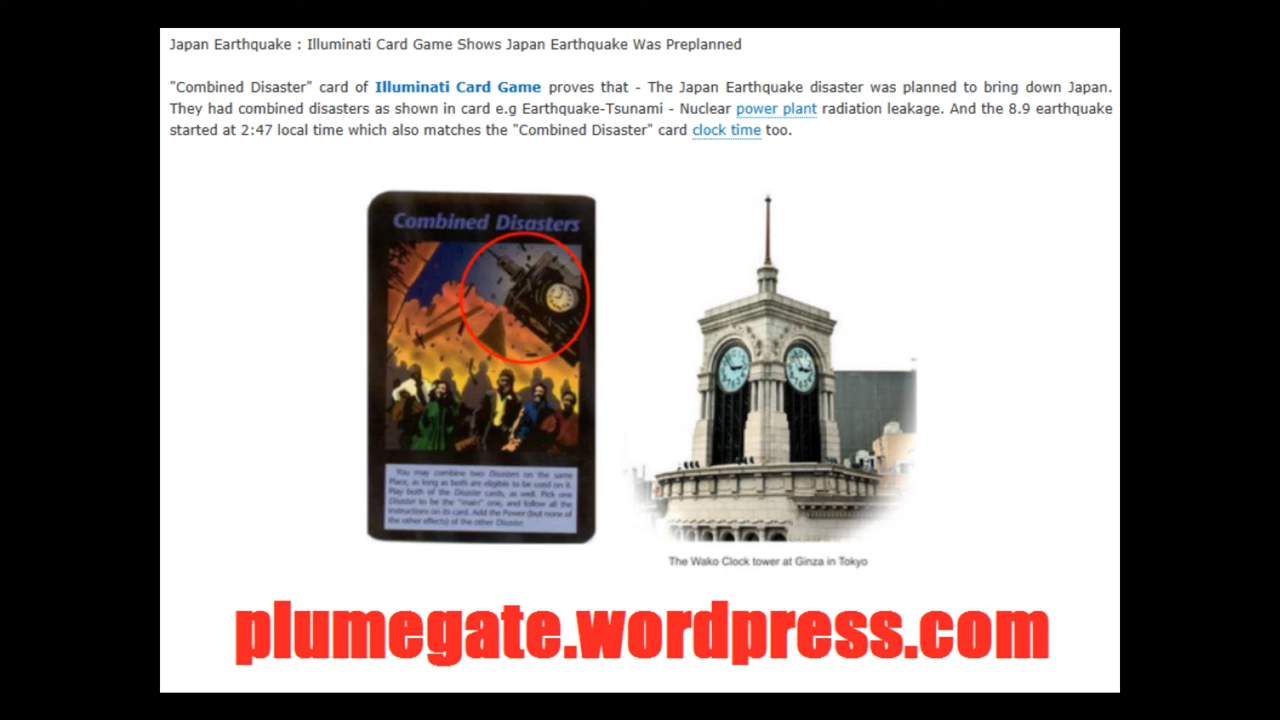 Japan Earthquake : Illuminati Card Game Shows Japan Earthquake Was Preplanned
"Combined Disaster" card of Illuminati Card Game proves that - The Japan Earthquake disaster was planned to bring down Japan.
They had combined disasters as shown in card e.g Earthquake-Tsunami - Nuclear power plant radiation leakage. And the 8.9 earthquake
started at 2:47 local time which also matches the "Combined Disaster" card clock time too.
Combined Disasters
You may combine two Disasters on the same
Place, as long as both are eligible to be used on it.
Play both of the Disaster cards, as well. Pick one
Disaster to be the "main" one, and follow all the
instructions on its card. Add the Power (but none of
the other effects) of the other Disaster.
The Wako Clock tower at Ginza in Tokyo
plumegate.wordpress.com